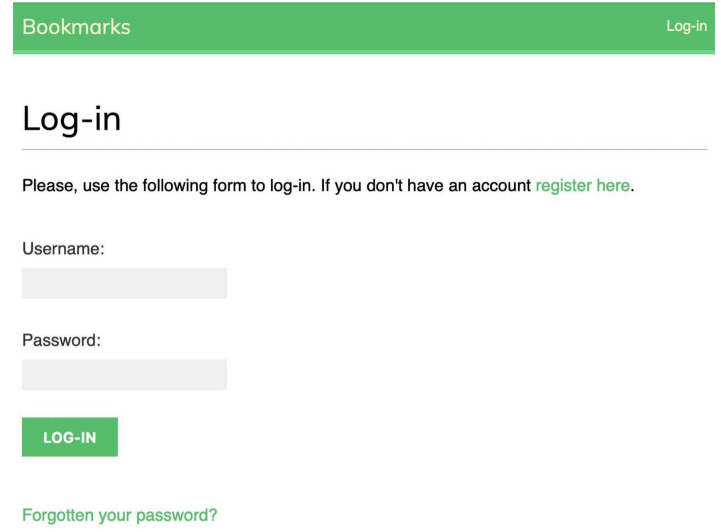 Bookmarks
Log-in
Log-in
Please, use the following form to log-in. If you don't have an account register here.
Username:
Password:
LOG-IN
Forgotten your password?